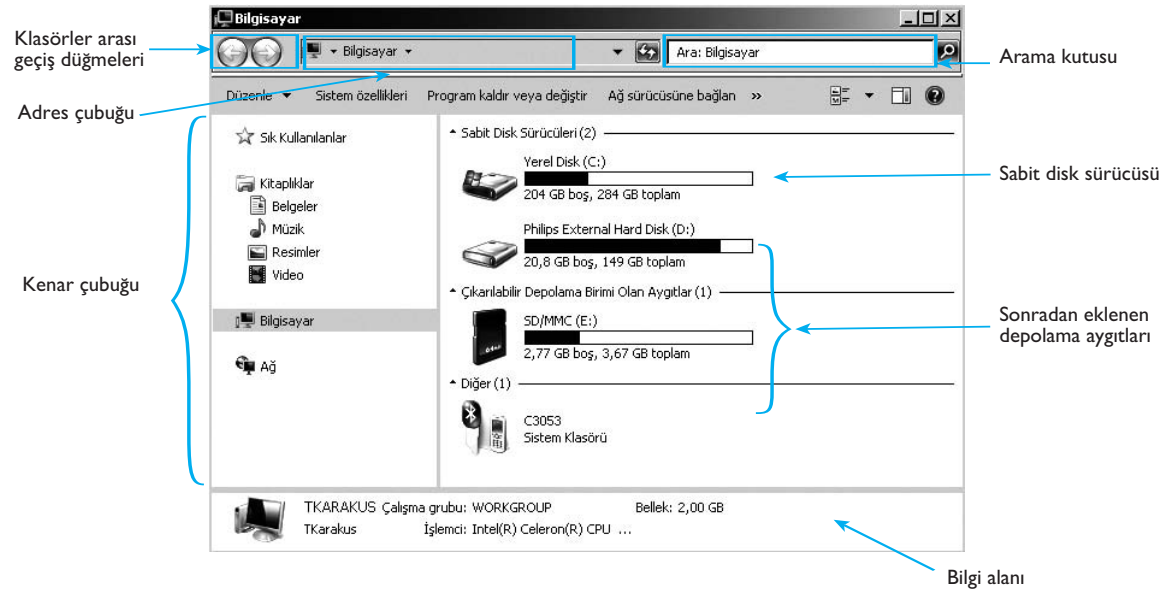 Bilgisayar
Klasörler arası
geçiş düğmeleri
Bilgisayar
Ara: Bilgisayar
Arama kutusu
Adres çubuğu
Düzenle Sistem özellikleri Program kaldır veya değiştir Ağ sürücüsüne bağlan »
Kenar çubuğu
Sık Kullanılanlar
Kitaplıklar
Belgeler
Müzik
Resimler
Video
Bilgisayar
Ağ
Sabit Disk Sürücüleri (2)
Yerel Disk (C:)
204 GB boş, 284 GB toplam
Sabit disk sürücüsü
Philips External Hard Disk (D:)
20,8 GB boş, 149 GB toplam
Çıkarılabilir Depolama Birimi Olan Aygıtlar (1)
SD/MMC (E:)
2,77 GB boş, 3,67 GB toplam
Sonradan eklenen
depolama aygıtları
Diğer (1)
C3053
Sistem Klasörü
TKARAKUS Çalışma grubu: WORKGROUP Bellek: 2,00 GB
TKarakus İşlemci: Intel(R) Celeron(R) CPU ...
Bilgi alanı